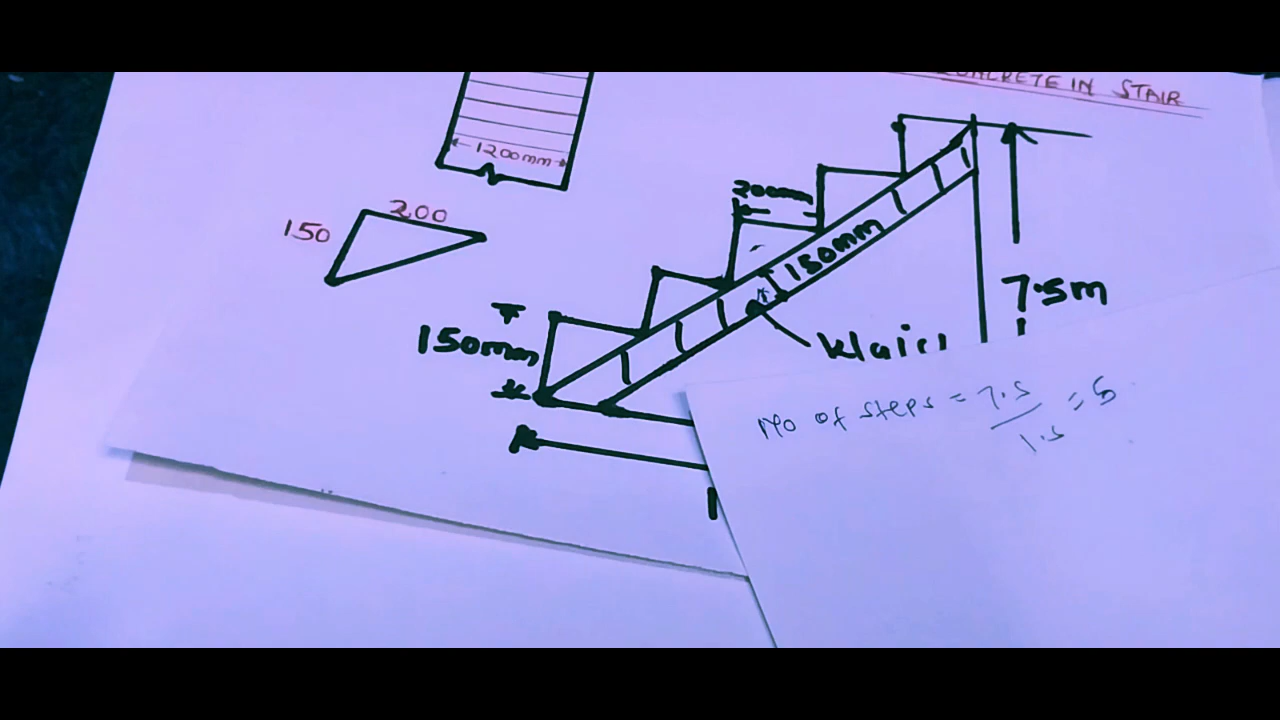 CONCRETE IN STAIR
1200mm
200
150
200mm
150mm
150mm
7.5m
No of steps = 7.5 = 5
1.5